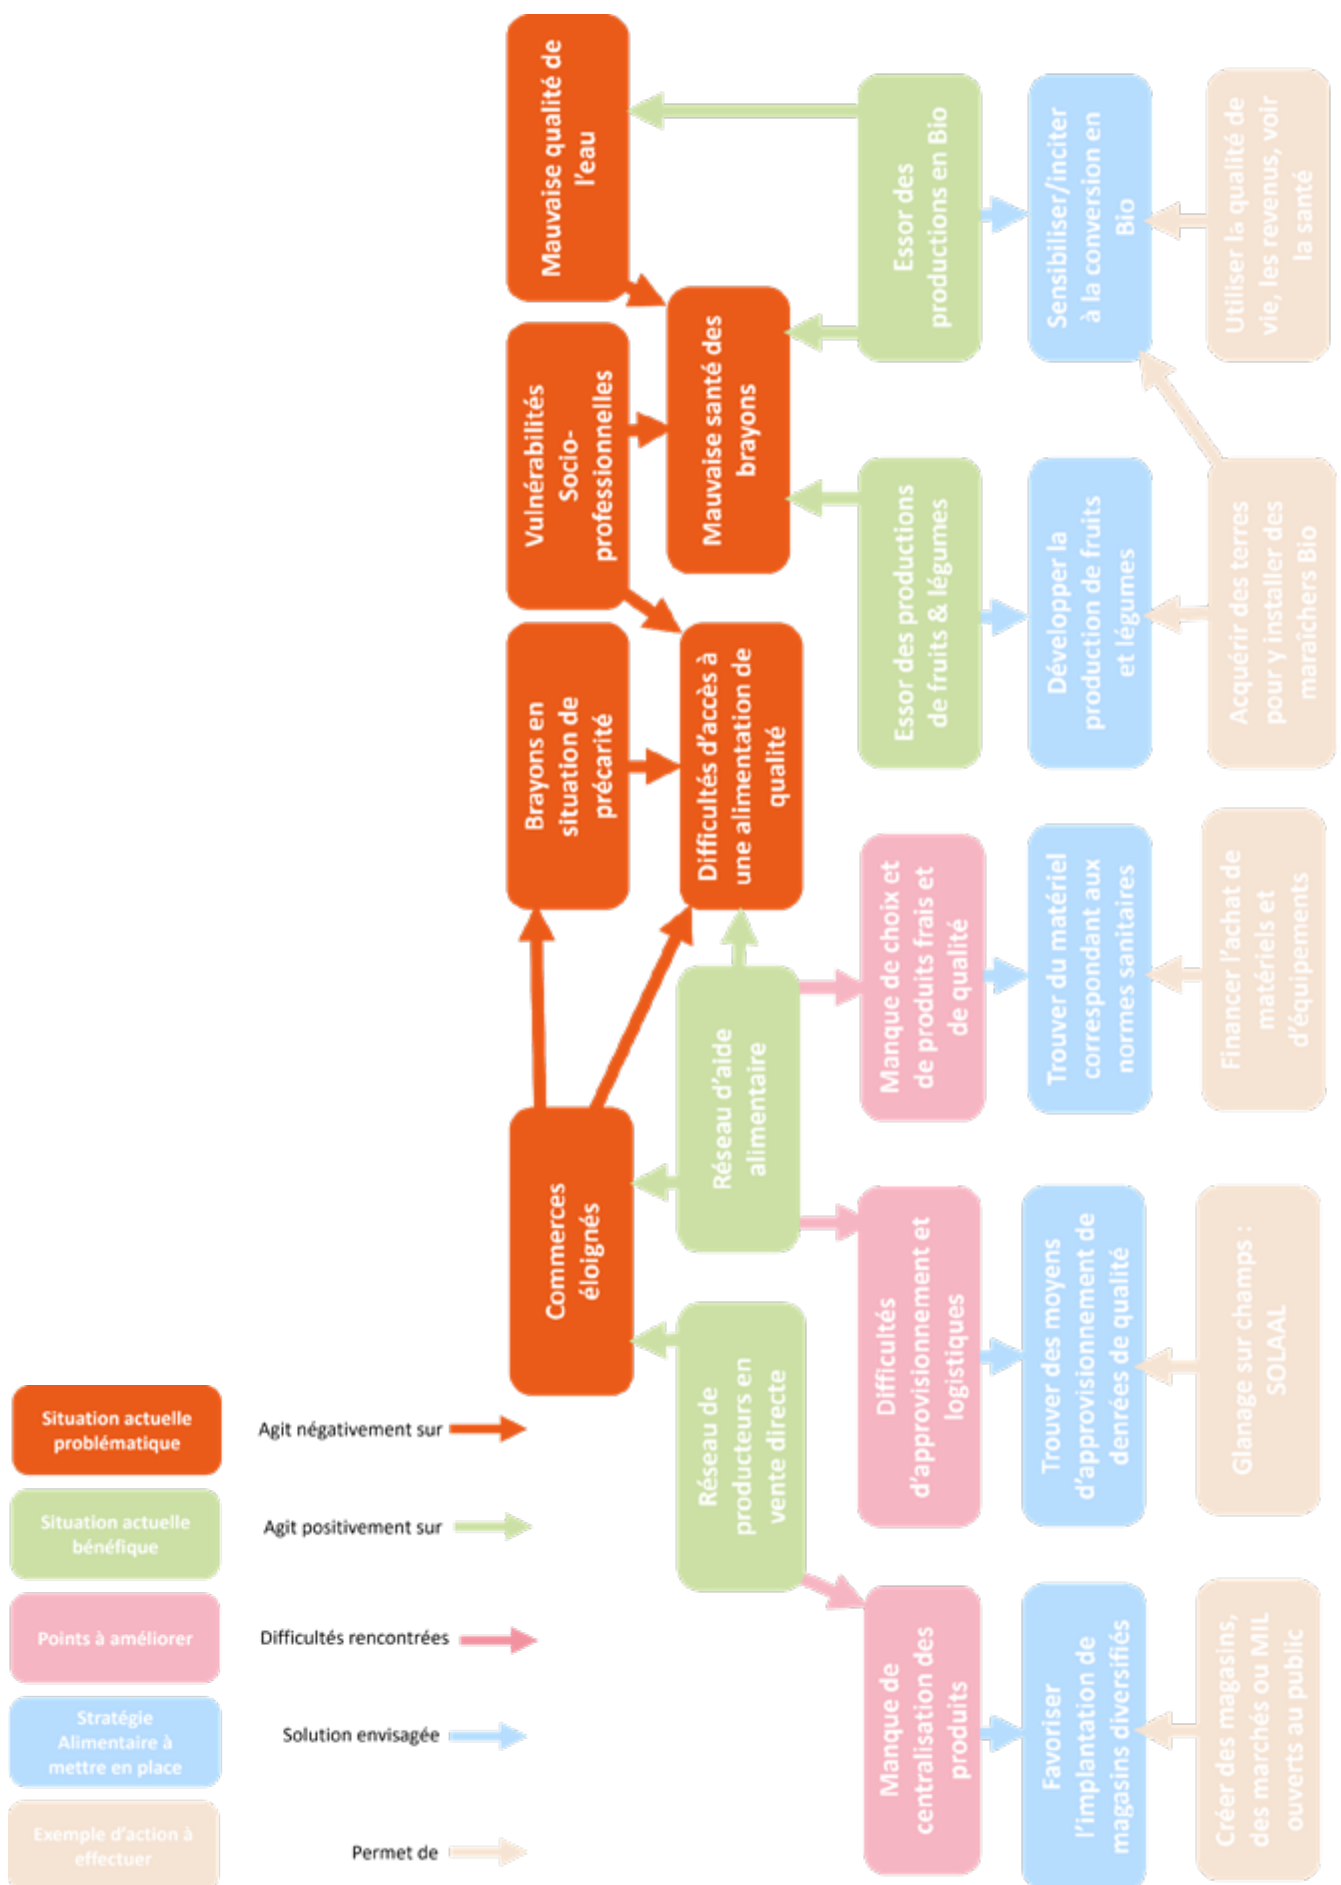 Commerces
éloignés
Brayons en
situation de
précarité
Vulnérabilités
Socio-
professionnelles
Mauvaise qualité de
l'eau
Difficultés d'accès à
une alimentation de
qualité
Mauvaise santé des
brayons
Réseau de
producteurs en
vente directe
Réseau d'aide
alimentaire
Essor des productions
de fruits & légumes
Essor des
productions en Bio
Manque de
centralisation des
produits
Difficultés
d'approvisionnement et
logistiques
Manque de choix et
de produits frais et
de qualité
Favoriser
l'implantation de
magasins diversifiés
Trouver des moyens
d'approvisionnement de
denrées de qualité
Trouver du matériel
correspondant aux
normes sanitaires
Développer la
production de fruits
et légumes
Sensibiliser/inciter
à la conversion en
Bio
Créer des magasins,
des marchés ou MIL
ouverts au public
Glanage sur champs :
SOLAAL
Financer l'achat de
matériels et
d'équipements
Acquérir des terres
pour y installer des
maraîchers Bio
Utiliser la qualité de
vie, les revenus, voir
la santé
Situation actuelle
problématique
Agit négativement sur
Situation actuelle
bénéfique
Agit positivement sur
Points à améliorer
Difficultés rencontrées
Stratégie
Alimentaire à
mettre en place
Solution envisagée
Exemple d'action à
effectuer
Permet de